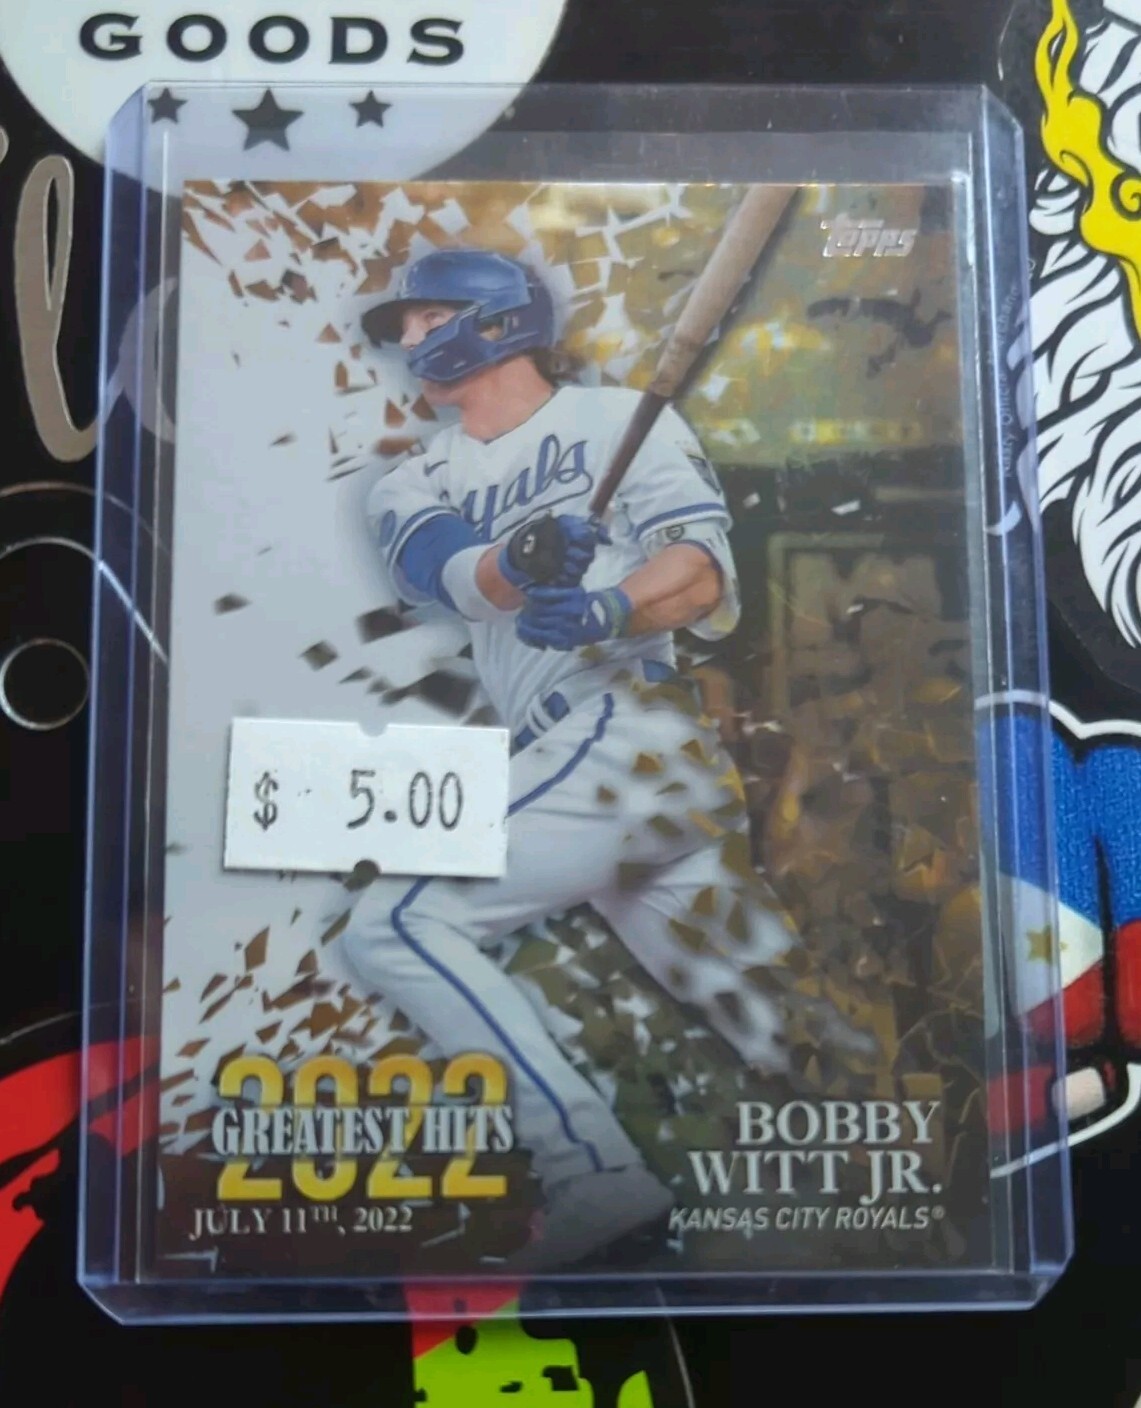 GOODS
Topps
Royals
$ 5.00
2022
GREATEST HITS
JULY 11TH, 2022
BOBBY
WITT JR.
KANSAS CITY ROYALS®